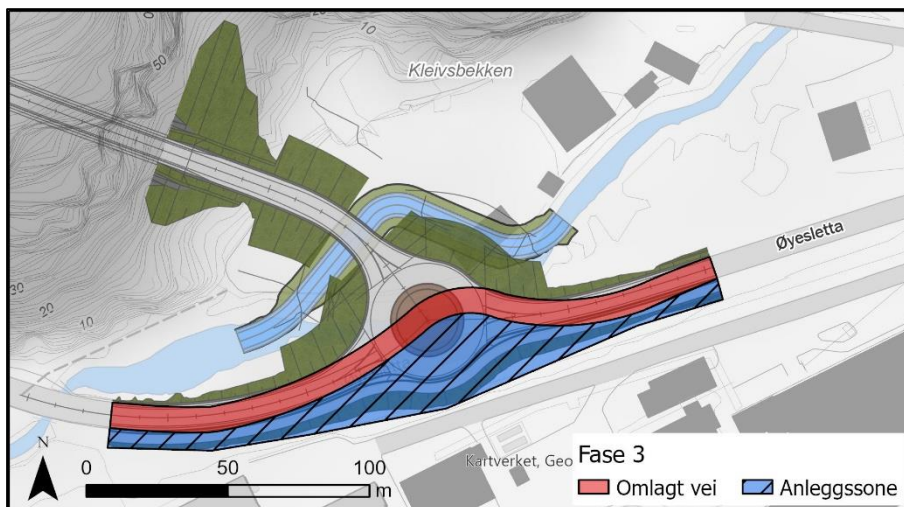 50
10
Kleivsbekken
Øyesletta
30
20
10
N
0 50 100
m
Kartverket, Geo
Fase 3
Omlagt vei Anleggssone